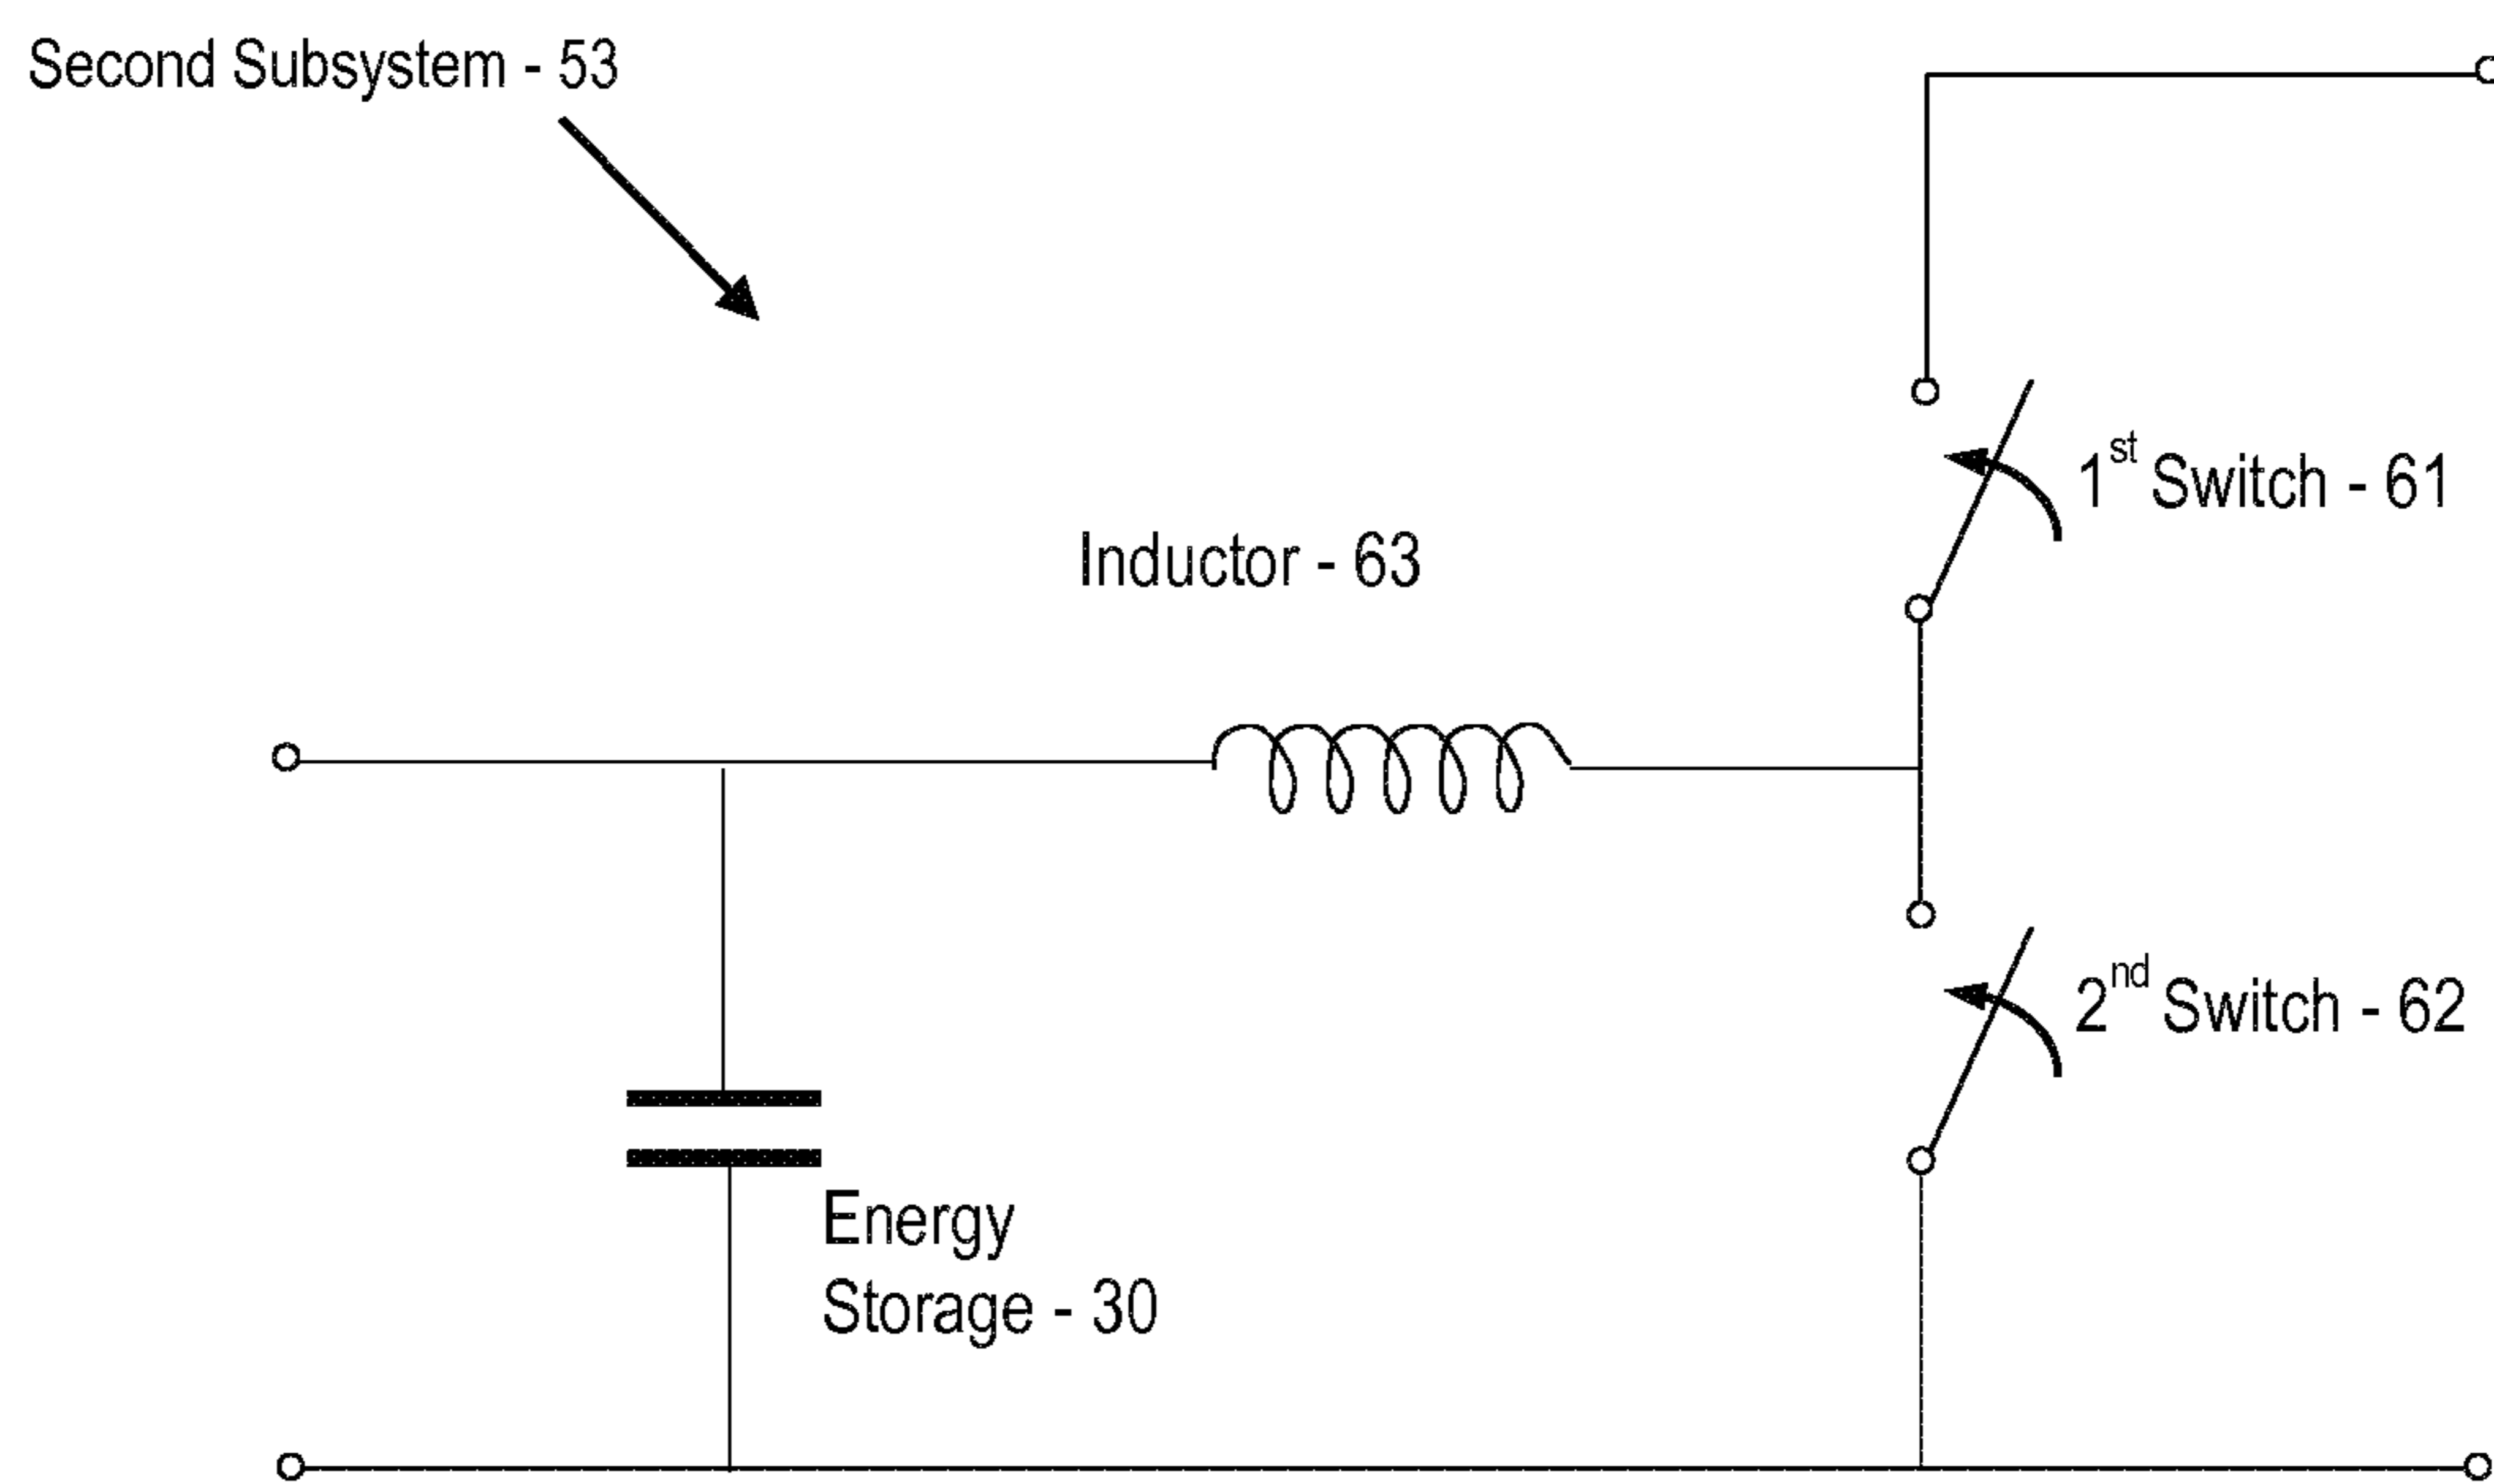 Second Subsystem - 53
1st Switch - 61
Inductor - 63
2nd Switch - 62
Energy
Storage - 30